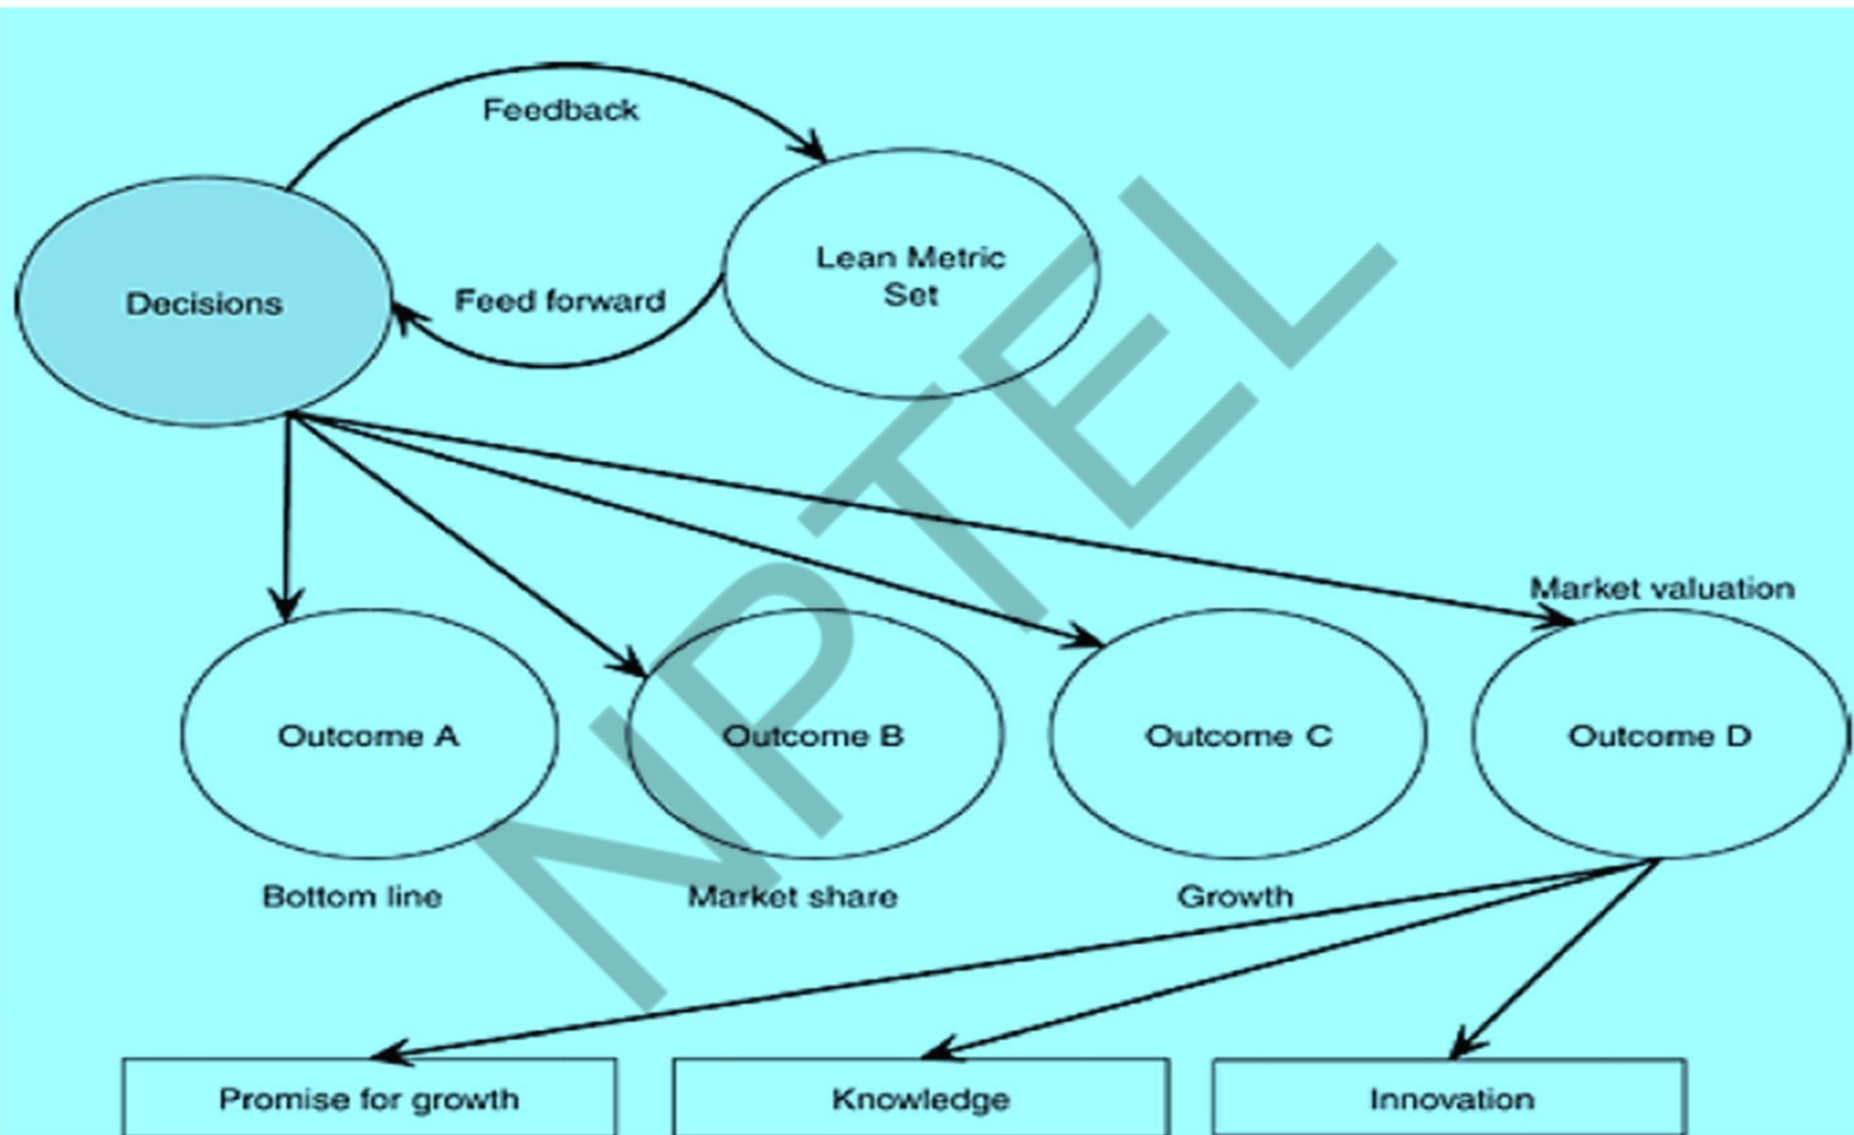 Feedback
Lean Metric
Set
Decisions
Feed forward
Market valuation
Outcome A
Outcome B
Outcome C
Outcome D
Bottom line
Market share
Growth
Promise for growth
Knowledge
Innovation
NPTEL